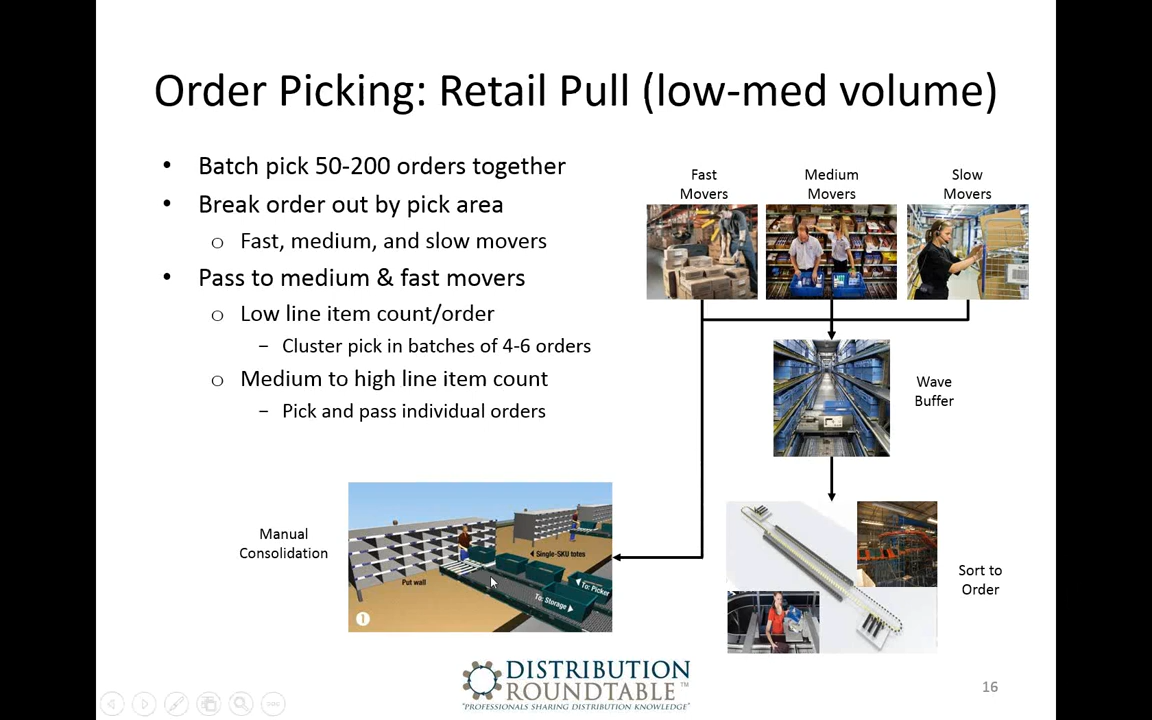 Order Picking: Retail Pull (low-med volume)
• Batch pick 50-200 orders together
• Break order out by pick area
o Fast, medium, and slow movers
• Pass to medium & fast movers
o Low line item count/order
− Cluster pick in batches of 4-6 orders
o Medium to high line item count
− Pick and pass individual orders
Fast
Movers
Medium
Movers
Slow
Movers
Wave
Buffer
Manual
Consolidation
Single-SKU totes
Put wall
To: Picker
To: Storage
1
Sort to
Order
DISTRIBUTION
ROUNDTABLE™
"PROFESSIONALS SHARING DISTRIBUTION KNOWLEDGE"
16